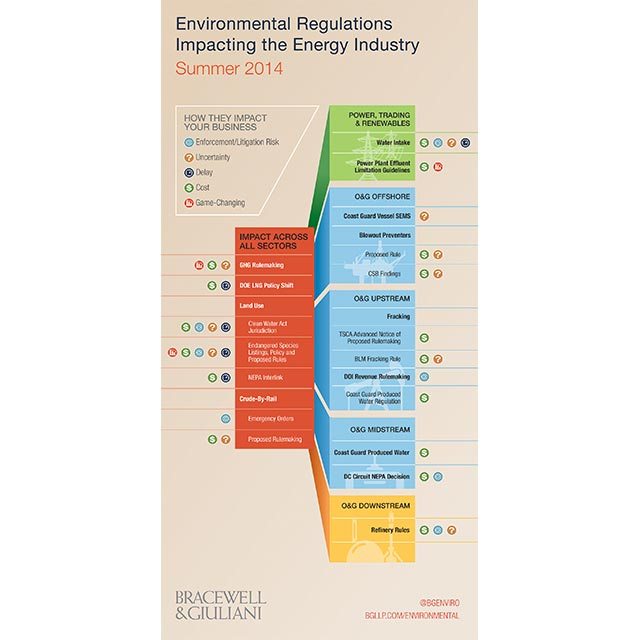 Environmental Regulations
Impacting the Energy Industry
Summer 2014
HOW THEY IMPACT
YOUR BUSINESS
Enforcement/Litigation Risk
Uncertainty
Delay
Cost
Game-Changing
IMPACT ACROSS
ALL SECTORS
GHG Rulemaking
DOE LNG Policy Shift
Land Use
Clean Water Act
Jurisdiction
Endangered Species
Listings, Policy and
Proposed Rules
NEPA Interlink
Crude-By-Rail
Emergency Orders
Proposed Rulemaking
POWER, TRADING
& RENEWABLES
Water Intake
Power Plant Effluent
Limitation Guidelines
O&G OFFSHORE
Coast Guard Vessel SEMS
Blowout Preventers
Proposed Rule
CSB Findings
O&G UPSTREAM
Fracking
TSCA Advanced Notice of
Proposed Rulemaking
BLM Fracking Rule
DOI Revenue Rulemaking
Coast Guard Produced
Water Regulation
O&G MIDSTREAM
Coast Guard Produced Water
DC Circuit NEPA Decision
O&G DOWNSTREAM
Refinery Rules
BRACEWELL
& GIULIANI
@BGENVIRO
BGLLP.COM/ENVIRONMENTAL